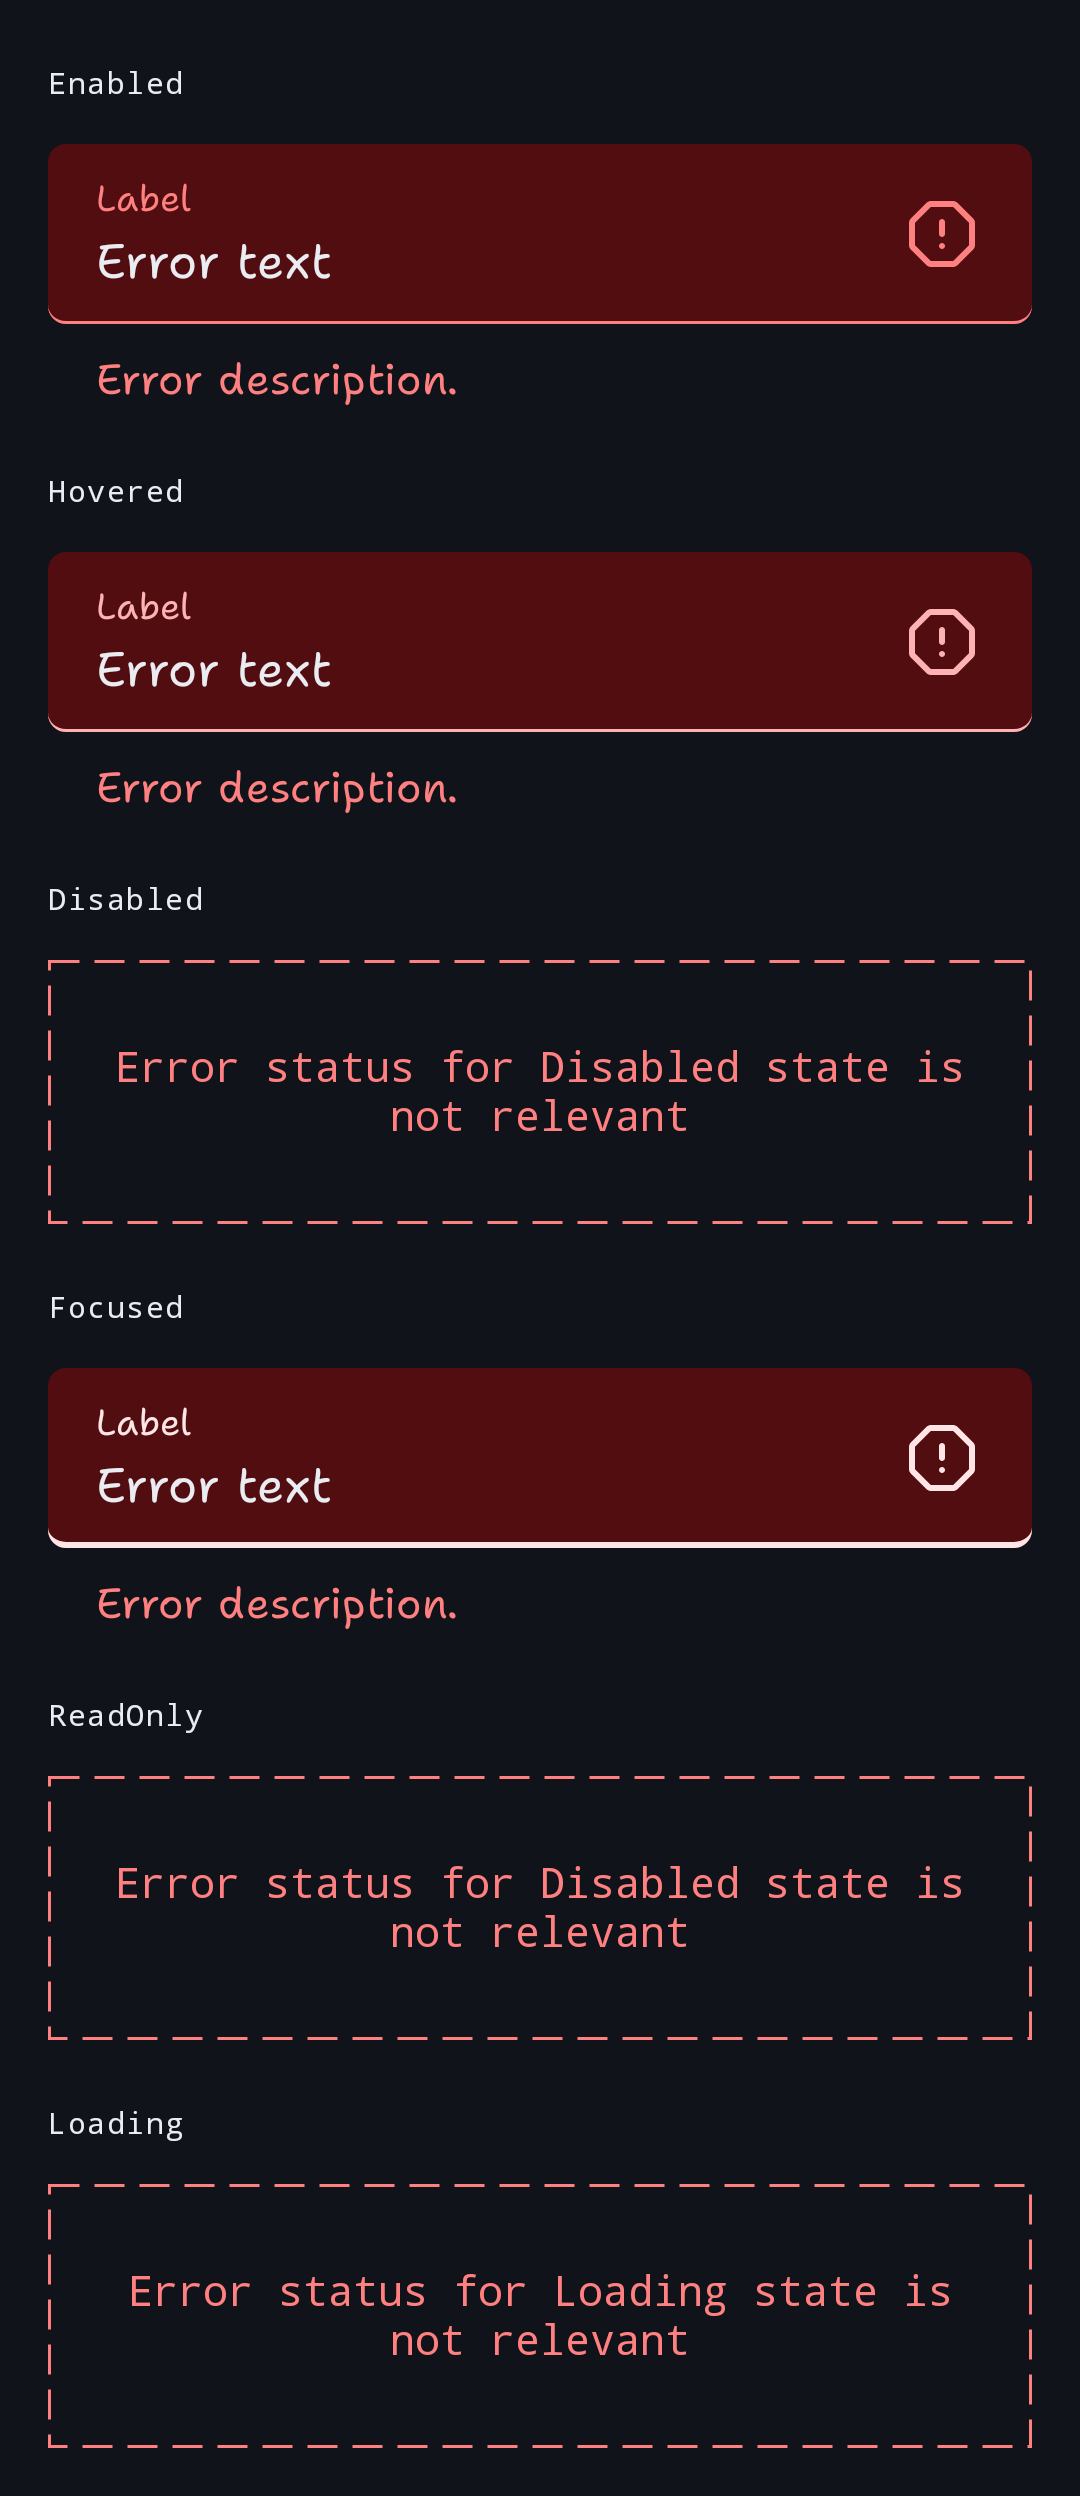 Enabled
Label
Error text
Error description.
Hovered
Label
Error text
Error description.
Disabled
Error status for Disabled state is
not relevant
Focused
Label
Error text
Error description.
ReadOnly
Error status for Disabled state is
not relevant
Loading
Error status for Loading state is
not relevant